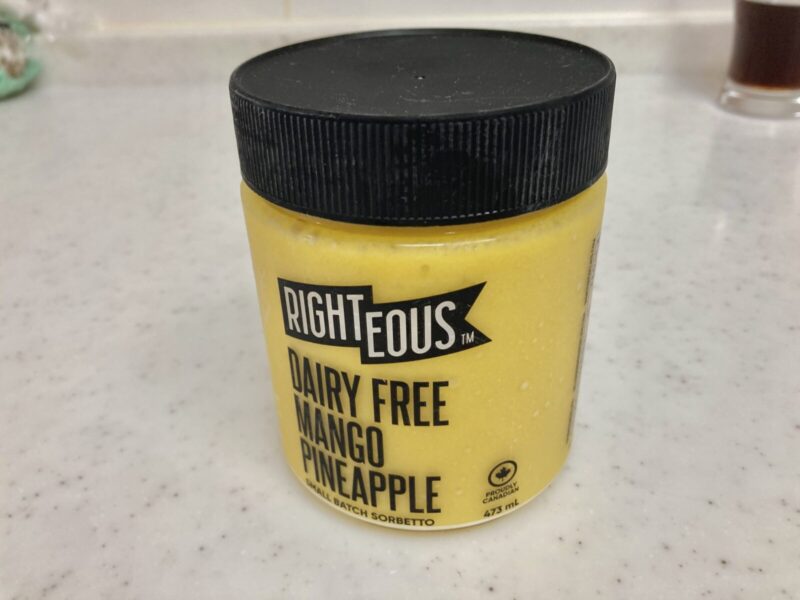 RIGHTEOUS™
DAIRY FREE
MANGO
PINEAPPLE
SMALL BATCH SORBETTO
PROUDLY
CANADIAN
473 mL